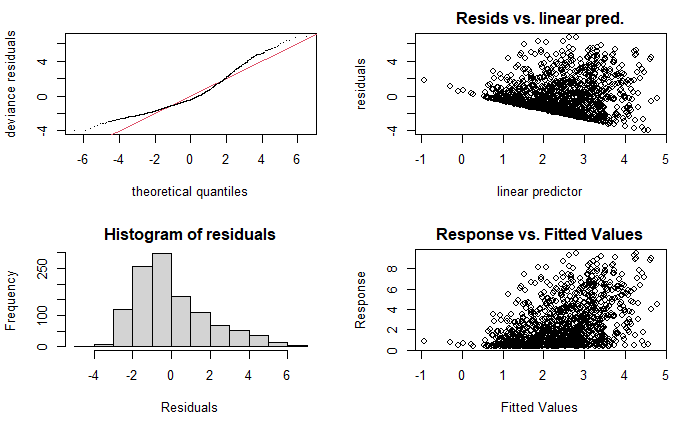 deviance residuals
-4 0 4
-6 -4 -2 0 2 4 6
theoretical quantiles
Resids vs. linear pred.
residuals
-4 0 4
-1 0 1 2 3 4 5
linear predictor
Histogram of residuals
Frequency
0 100 250
-4 -2 0 2 4 6
Residuals
Response vs. Fitted Values
Response
0 2 4 6 8
-1 0 1 2 3 4 5
Fitted Values